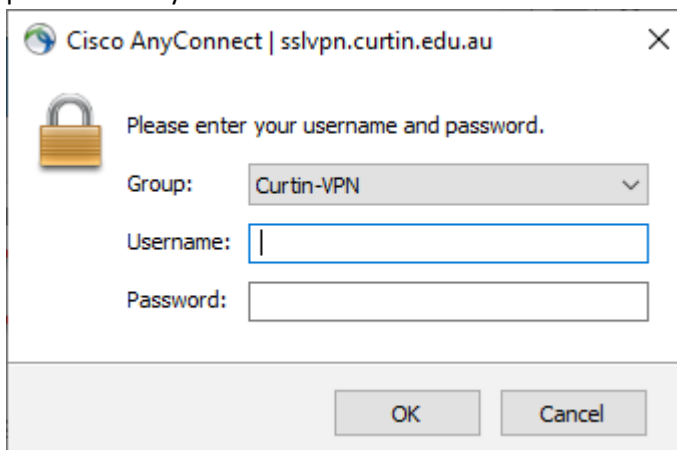 Cisco AnyConnect | sslvpn.curtin.edu.au
Please enter your username and password.
Group: Curtin-VPN
Username:
Password:
OK Cancel